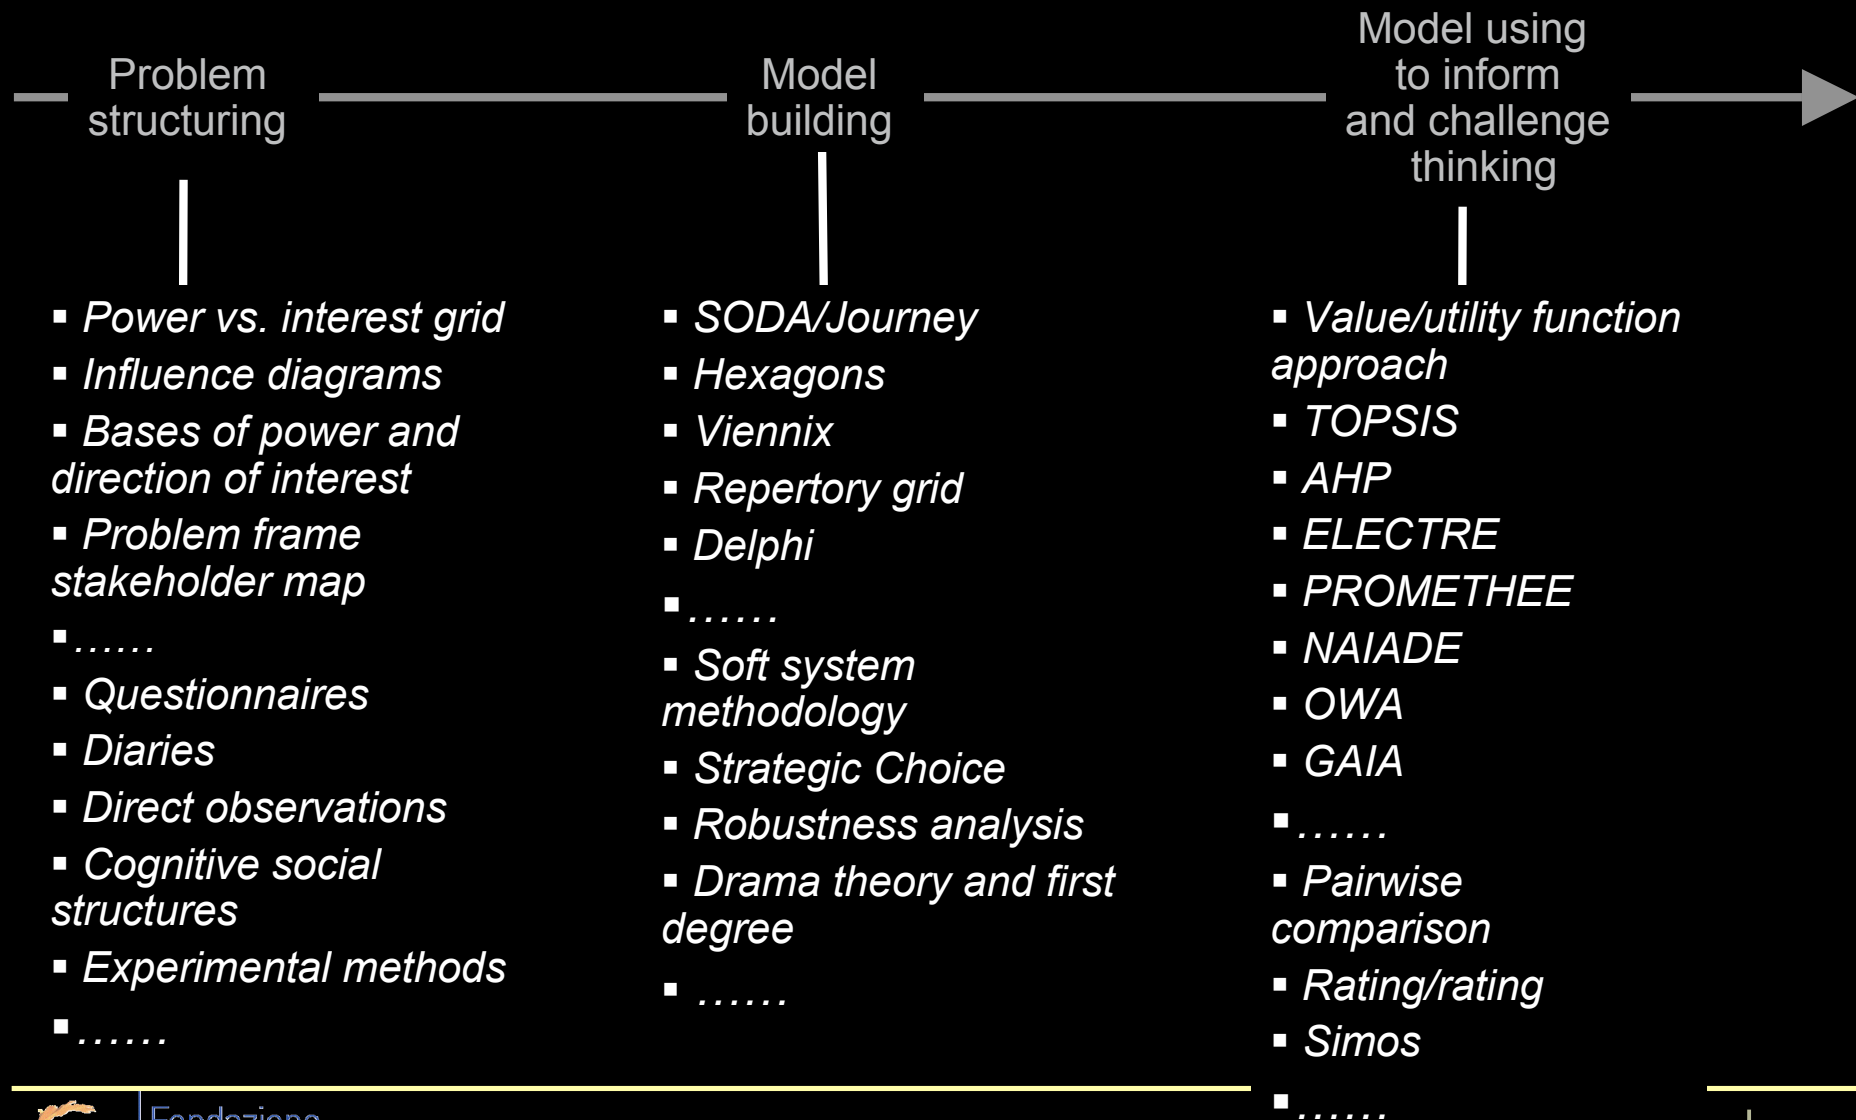 Problem
structuring
Model
building
Model using
to inform
and challenge
thinking
▪ Power vs. interest grid
▪ Influence diagrams
▪ Bases of power and
direction of interest
▪ Problem frame
stakeholder map
▪……
▪ Questionnaires
▪ Diaries
▪ Direct observations
▪ Cognitive social
structures
▪ Experimental methods
▪……
▪ SODA/Journey
▪ Hexagons
▪ Viennix
▪ Repertory grid
▪ Delphi
▪……
▪ Soft system
methodology
▪ Strategic Choice
▪ Robustness analysis
▪ Drama theory and first
degree
▪ ……
▪ Value/utility function
approach
▪ TOPSIS
▪ AHP
▪ ELECTRE
▪ PROMETHEE
▪ NAIADE
▪ OWA
▪ GAIA
▪……
▪ Pairwise
comparison
▪ Rating/rating
▪ Simos
▪……
Fondazione